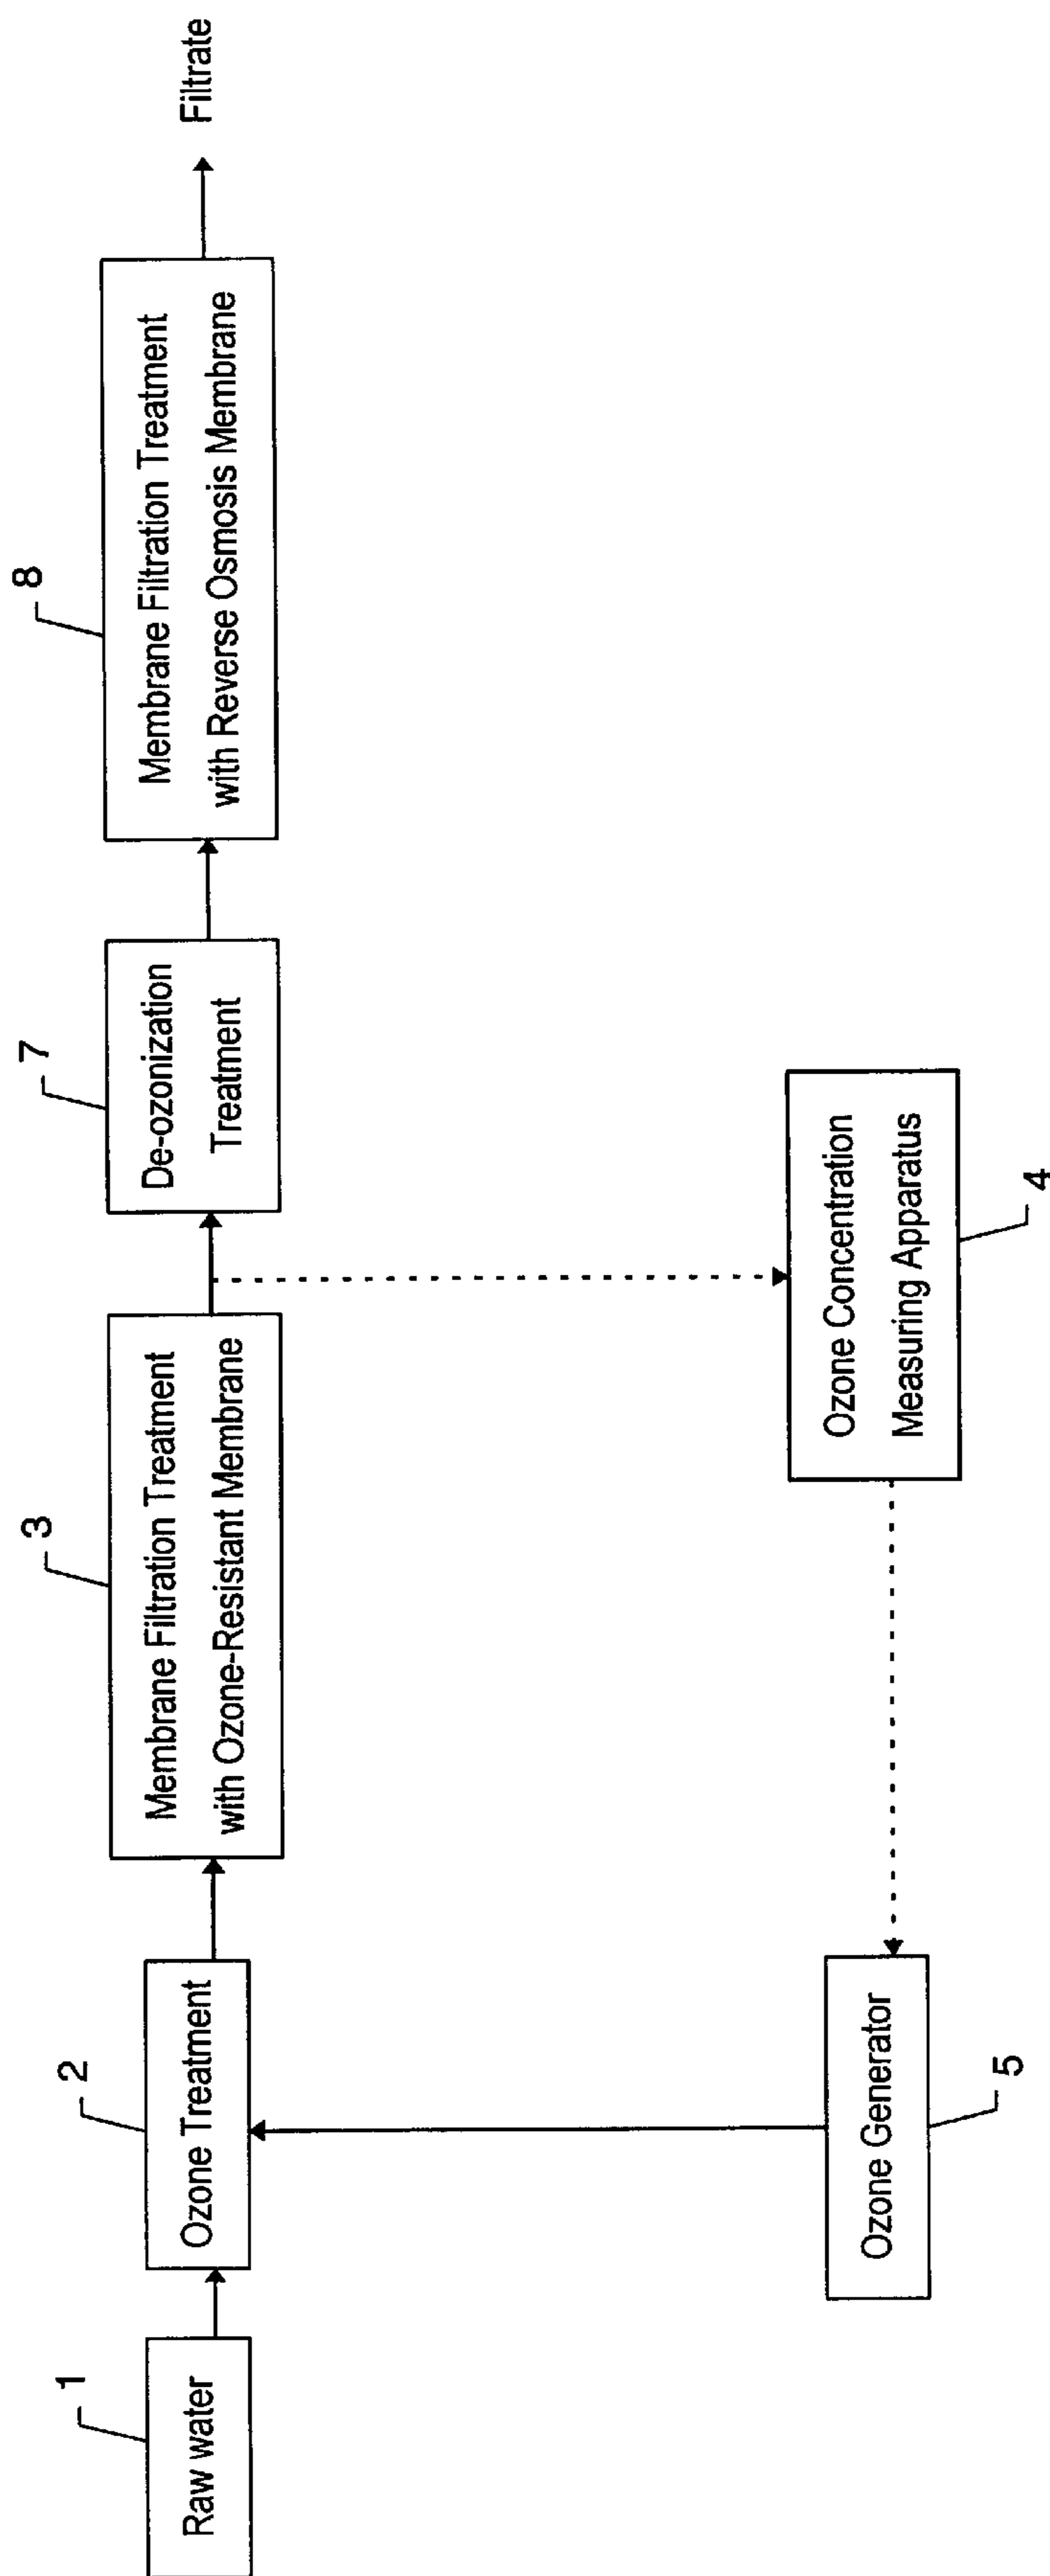 1
Raw water
2
Ozone Treatment
3
Membrane Filtration Treatment
with Ozone-Resistant Membrane
7
De-ozonization
Treatment
8
Membrane Filtration Treatment
with Reverse Osmosis Membrane
Filtrate
Ozone Generator
5
Ozone Concentration
Measuring Apparatus
4